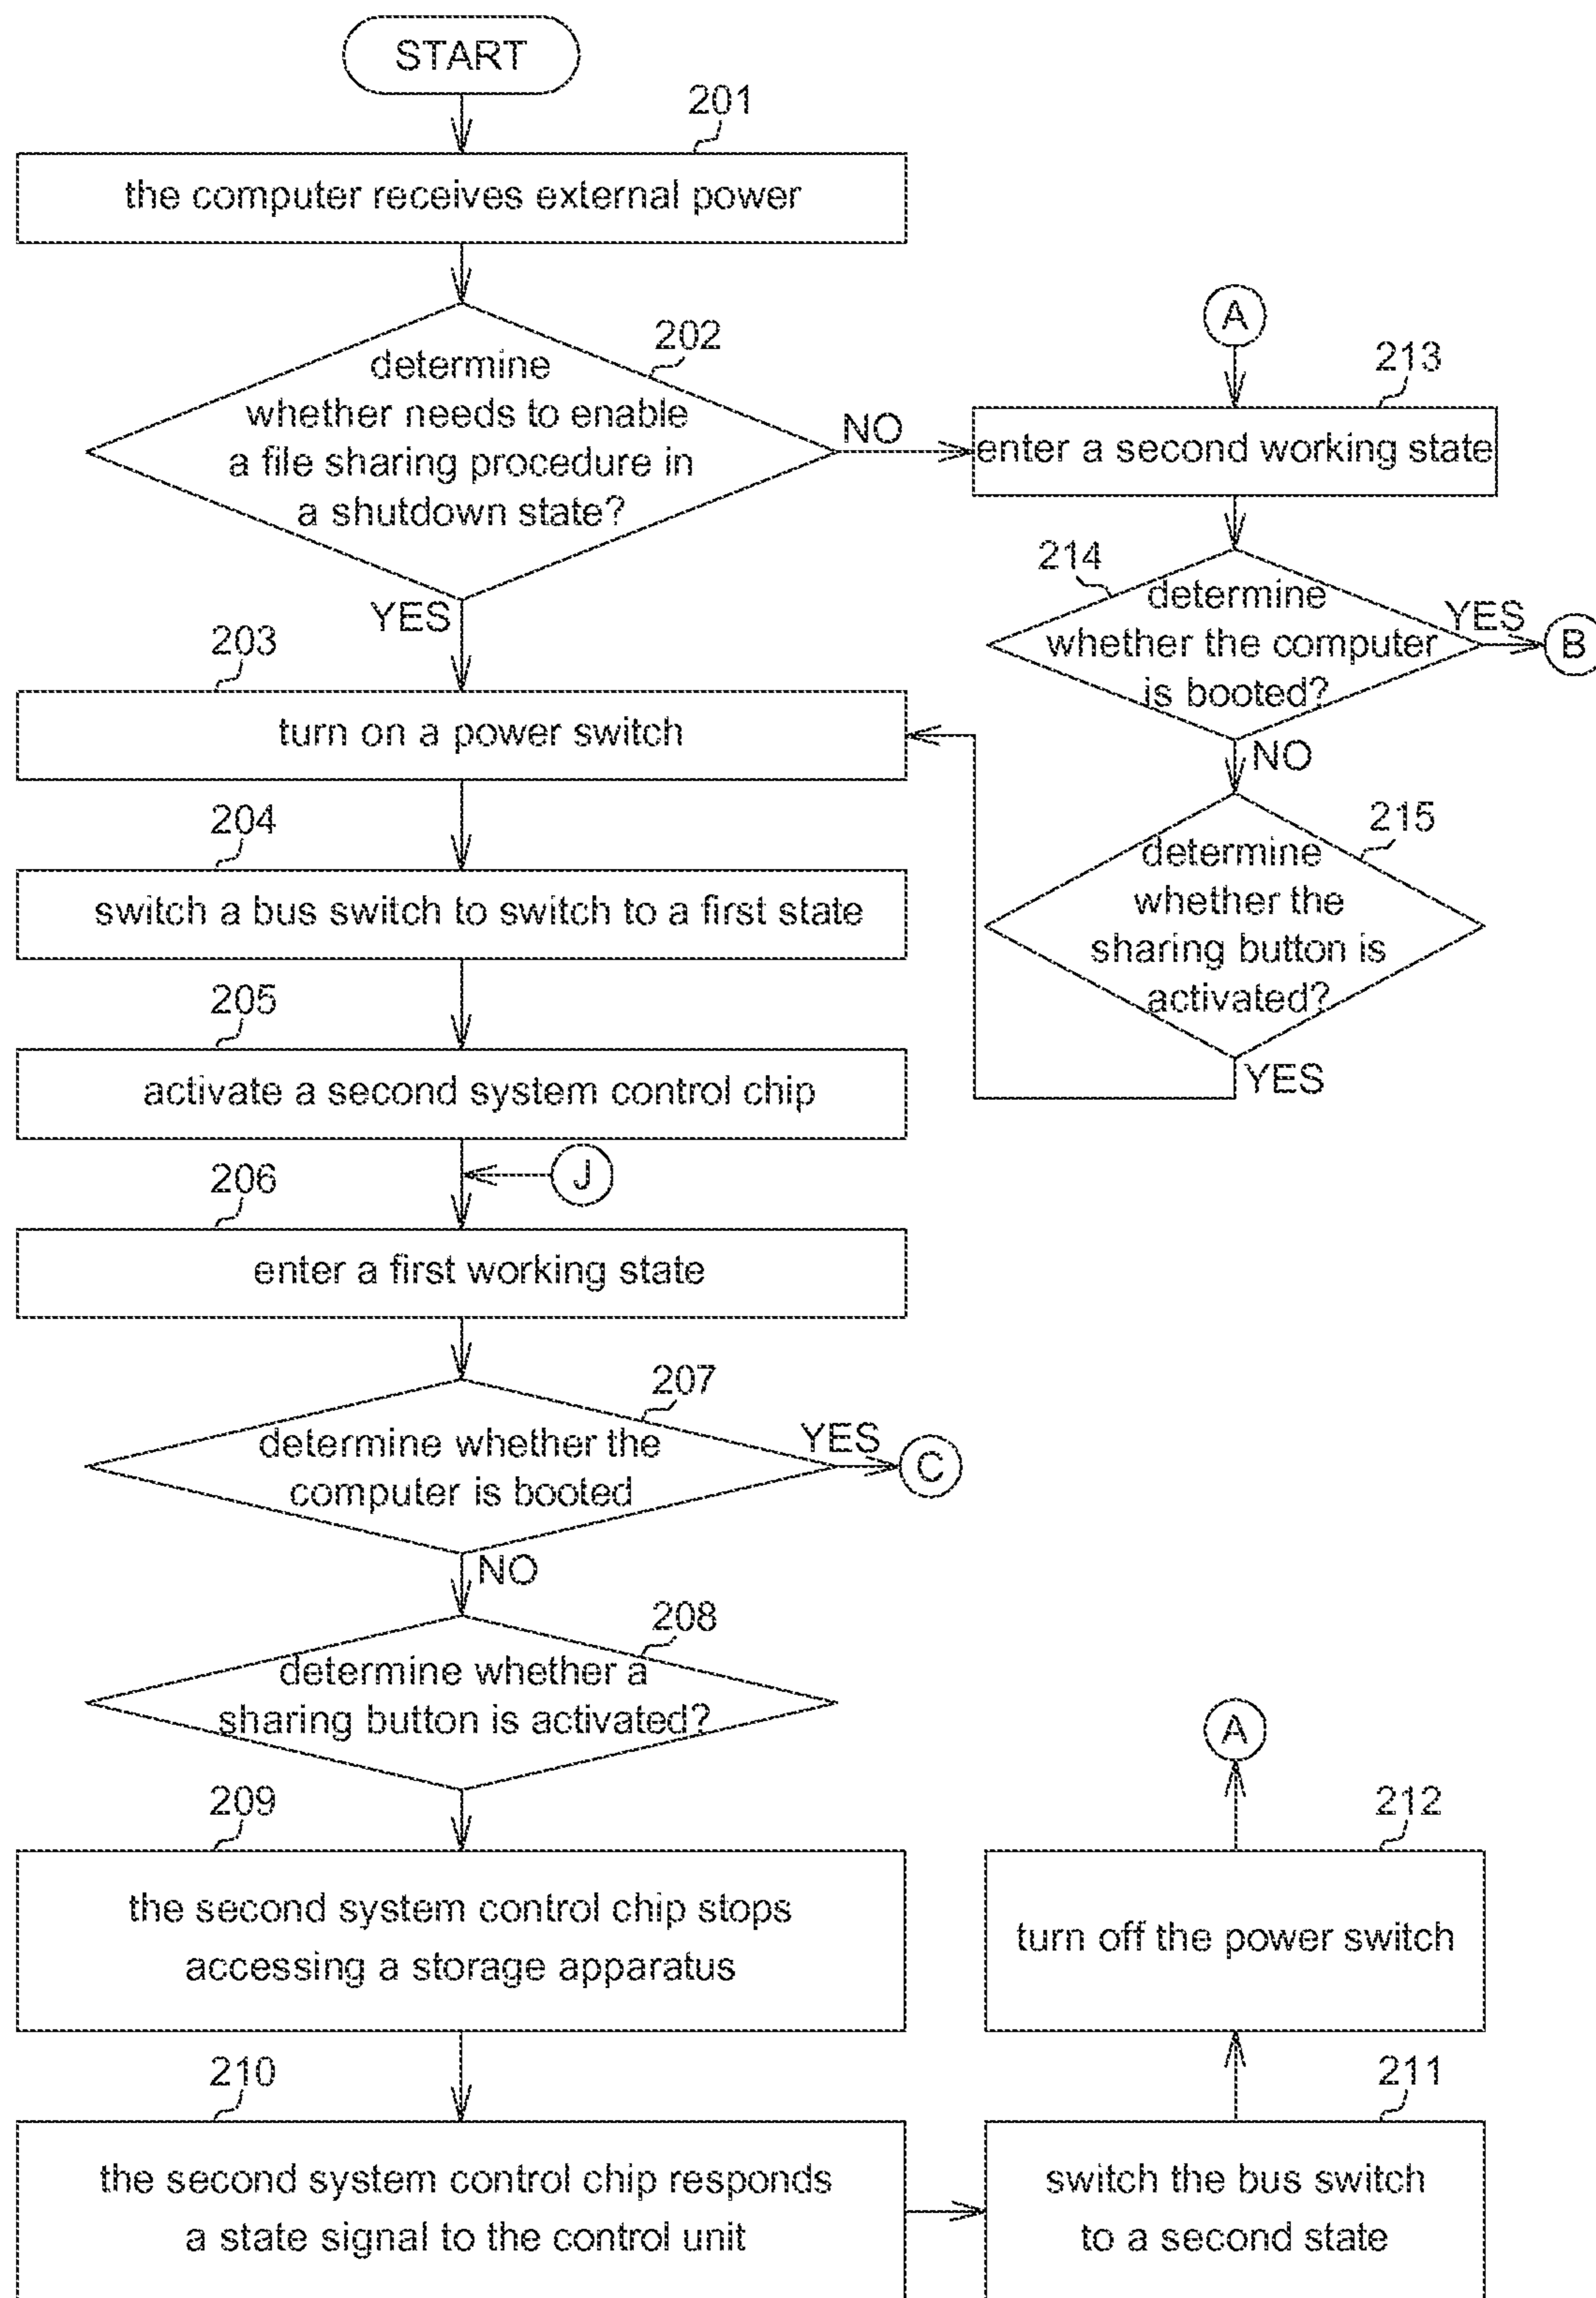 START
201
the computer receives external power
202
determine
whether needs to enable
a file sharing procedure in
a shutdown state?
NO
YES
A
213
enter a second working state
214
determine
whether the computer
is booted?
YES
B
NO
215
determine
whether the
sharing button is
activated?
YES
203
turn on a power switch
204
switch a bus switch to switch to a first state
205
activate a second system control chip
J
206
enter a first working state
207
determine whether the
computer is booted
YES
C
NO
208
determine whether a
sharing button is activated?
209
the second system control chip stops
accessing a storage apparatus
210
the second system control chip responds
a state signal to the control unit
211
switch the bus switch
to a second state
212
turn off the power switch
A